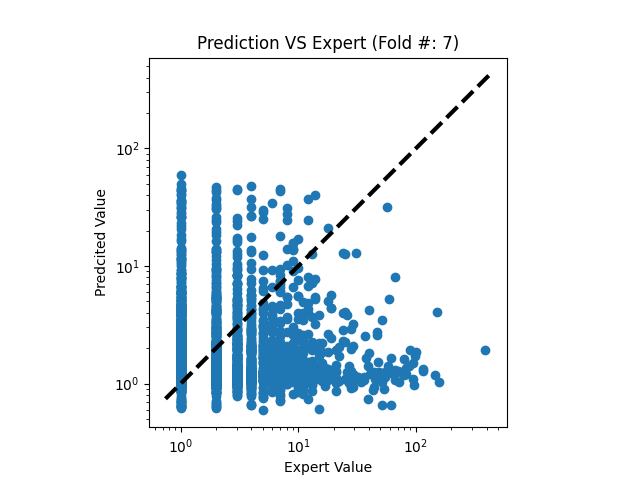 Prediction VS Expert (Fold #: 7)
Predcited Value
10²
10¹
10⁰
10⁰ 10¹ 10²
Expert Value